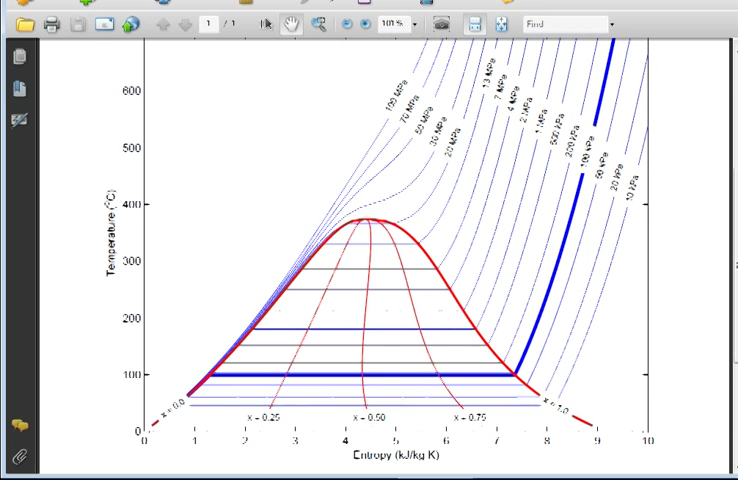 1 / 1
101%
Find
600
500
400
300
200
100
0
Temperature (°C)
100 MPa
70 MPa
50 MPa
30 MPa
20 MPa
13 MPa
7 MPa
4 MPa
2 MPa
1 MPa
500 kPa
200 kPa
100 kPa
50 kPa
20 kPa
10 kPa
x = 0.0
x = 0.25
x = 0.50
x = 0.75
x = 1.0
0 1 2 3 4 5 6 7 8 9 10
Entropy (kJ/kg K)